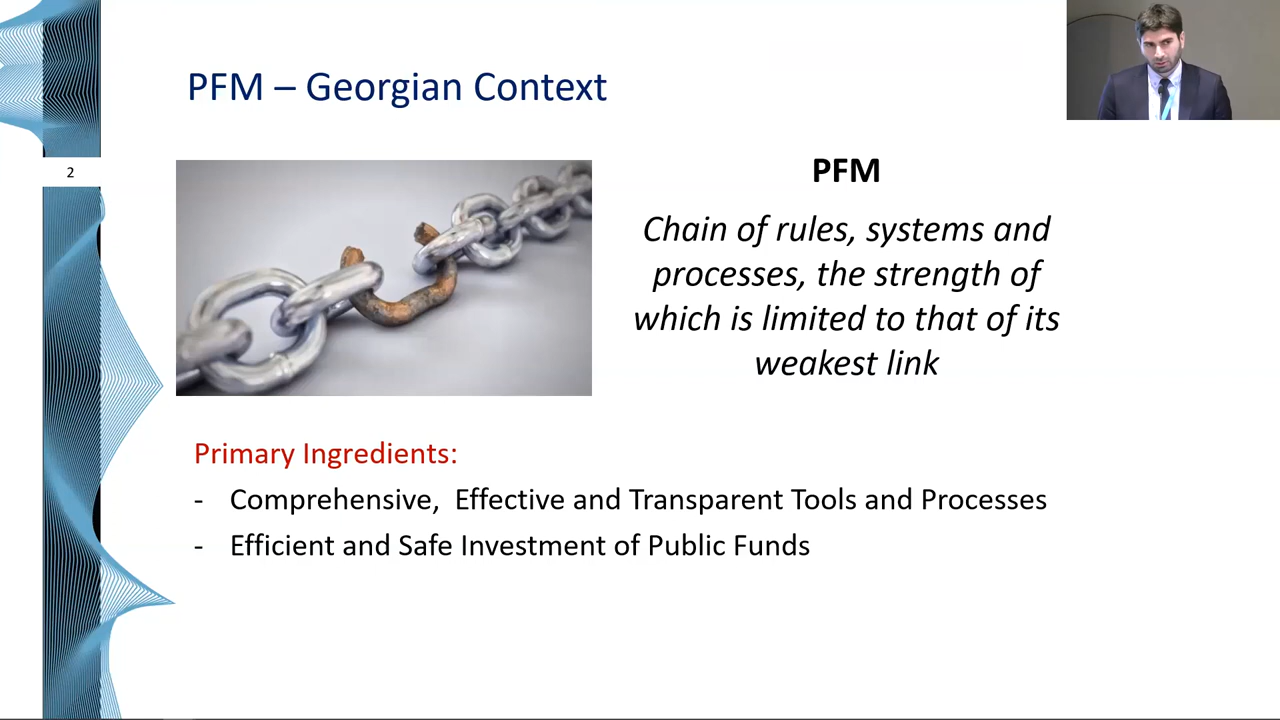 PFM – Georgian Context
2
PFM
Chain of rules, systems and
processes, the strength of
which is limited to that of its
weakest link
Primary Ingredients:
- Comprehensive,  Effective and Transparent Tools and Processes
- Efficient and Safe Investment of Public Funds